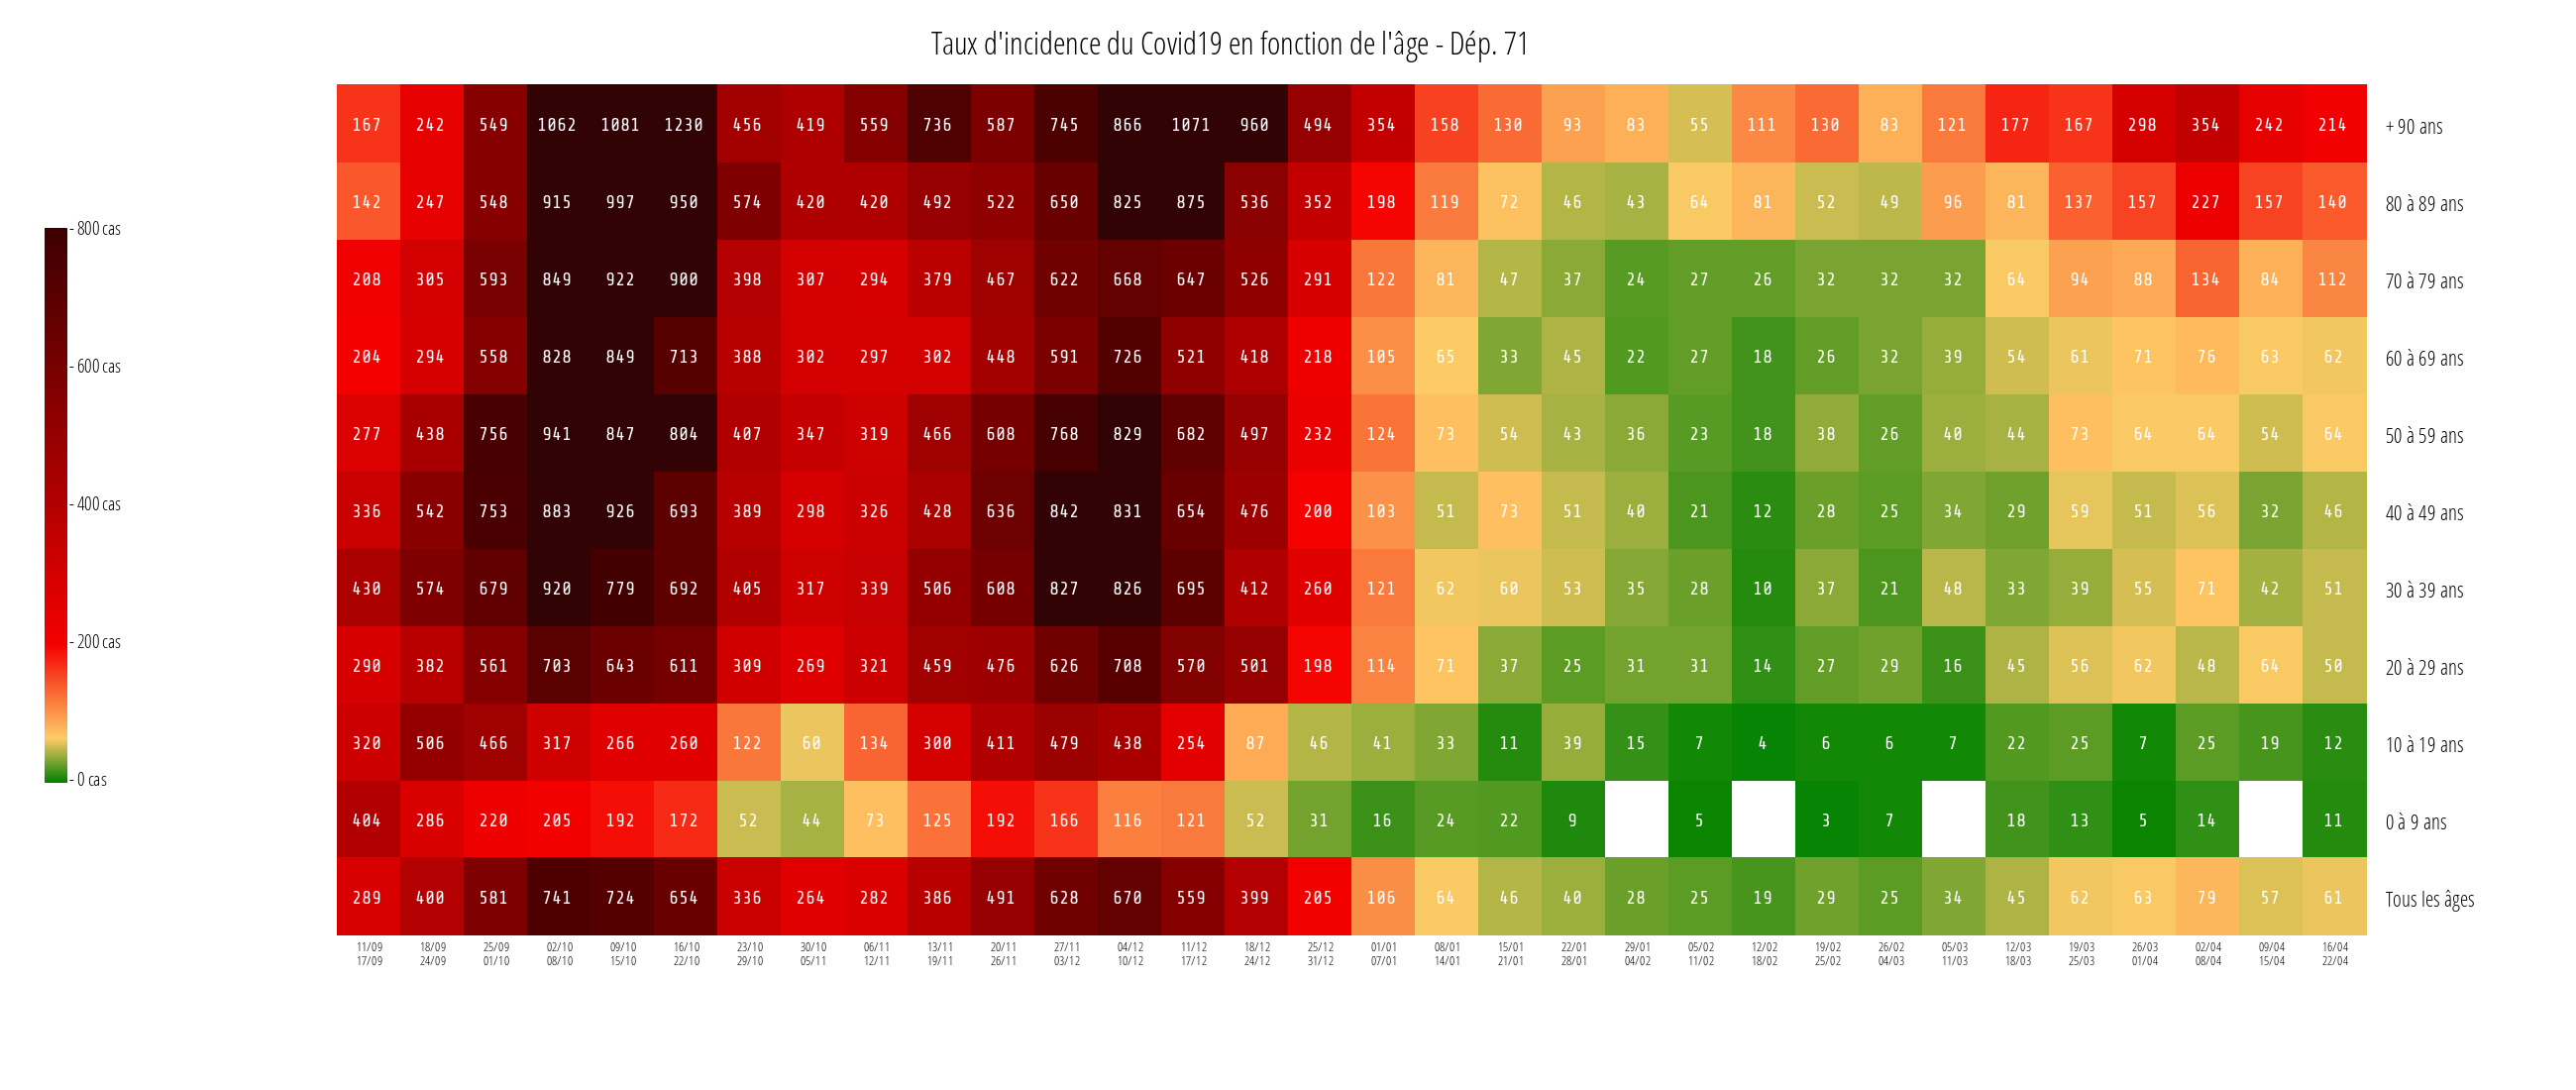 Taux d'incidence du Covid19 en fonction de l'âge - Dép. 71
167 242 549 1062 1081 1230 456 419 559 736 587 745 866 1071 960 494 354 158 130 93 83 55 111 130 83 121 177 167 298 354 242 214 + 90 ans
142 247 548 915 997 950 574 420 420 492 522 650 825 875 536 352 198 119 72 46 43 64 81 52 49 96 81 137 157 227 157 140 80 à 89 ans
208 305 593 849 922 900 398 307 294 379 467 622 668 647 526 291 122 81 47 37 24 27 26 32 32 32 64 94 88 134 84 112 70 à 79 ans
204 294 558 828 849 713 388 302 297 302 448 591 726 521 418 218 105 65 33 45 22 27 18 26 32 39 54 61 71 76 63 62 60 à 69 ans
277 438 756 941 847 804 407 347 319 466 608 768 829 682 497 232 124 73 54 43 36 23 18 38 26 40 44 73 64 64 54 64 50 à 59 ans
336 542 753 883 926 693 389 298 326 428 636 842 831 654 476 200 103 51 73 51 40 21 12 28 25 34 29 59 51 56 32 46 40 à 49 ans
430 574 679 920 779 692 405 317 339 506 608 827 826 695 412 260 121 62 60 53 35 28 10 37 21 48 33 39 55 71 42 51 30 à 39 ans
290 382 561 703 643 611 309 269 321 459 476 626 708 570 501 198 114 71 37 25 31 31 14 27 29 16 45 56 62 48 64 50 20 à 29 ans
320 506 466 317 266 260 122 60 134 300 411 479 438 254 87 46 41 33 11 39 15 7 4 6 6 7 22 25 7 25 19 12 10 à 19 ans
404 286 220 205 192 172 52 44 73 125 192 166 116 121 52 31 16 24 22 9 5 3 7 18 13 5 14 11 0 à 9 ans
289 400 581 741 724 654 336 264 282 386 491 628 670 559 399 205 106 64 46 40 28 25 19 29 25 34 45 62 63 79 57 61 Tous les âges
11/09 18/09 25/09 02/10 09/10 16/10 23/10 30/10 06/11 13/11 20/11 27/11 04/12 11/12 18/12 25/12 01/01 08/01 15/01 22/01 29/01 05/02 12/02 19/02 26/02 05/03 12/03 19/03 26/03 02/04 09/04 16/04
17/09 24/09 01/10 08/10 15/10 22/10 29/10 05/11 12/11 19/11 26/11 03/12 10/12 17/12 24/12 31/12 07/01 14/01 21/01 28/01 04/02 11/02 18/02 25/02 04/03 11/03 18/03 25/03 01/04 08/04 15/04 22/04
- 800 cas
- 600 cas
- 400 cas
- 200 cas
- 0 cas